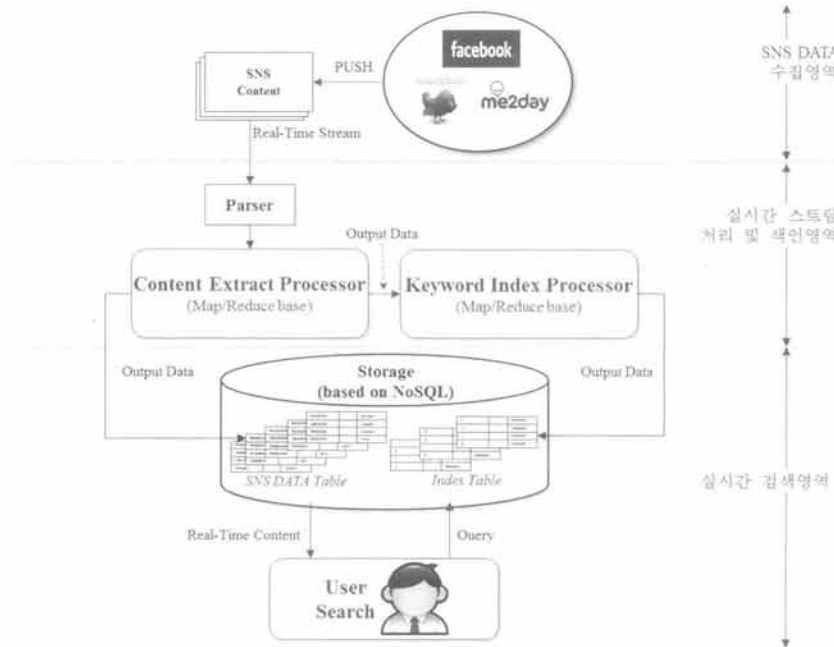 facebook
SNS DATA
수집영역
PUSH
SNS
Content
me2day
Real-Time Stream
Parser
실시간 스트림
처리 및 색인영역
Output Data
Content Extract Processor
(Map/Reduce base)
Keyword Index Processor
(Map/Reduce base)
Output Data
Storage
(based on NoSQL)
Output Data
SNS DATA Table
Index Table
실시간 검색영역
Real-Time Content
Query
User
Search